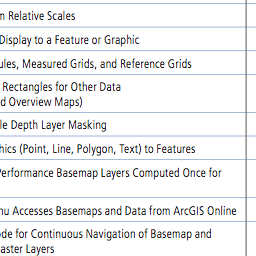 m Relative Scales
Display to a Feature or Graphic
ules, Measured Grids, and Reference Grids
Rectangles for Other Data
d Overview Maps)
le Depth Layer Masking
hics (Point, Line, Polygon, Text) to Features
Performance Basemap Layers Computed Once for
nu Accesses Basemaps and Data from ArcGIS Online
ode for Continuous Navigation of Basemap and
aster Layers